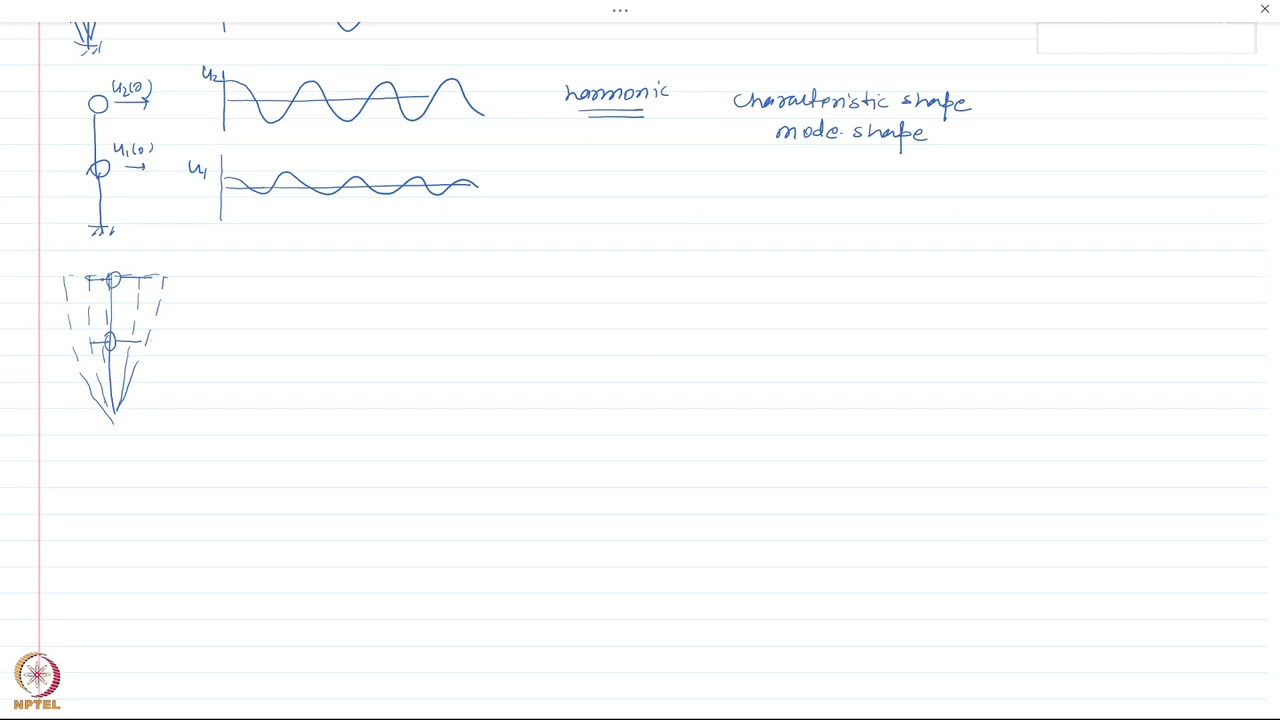 u₂(0)
u₂
harmonic
characteristic shape
mode shape
u₁(0)
u₁
NPTEL